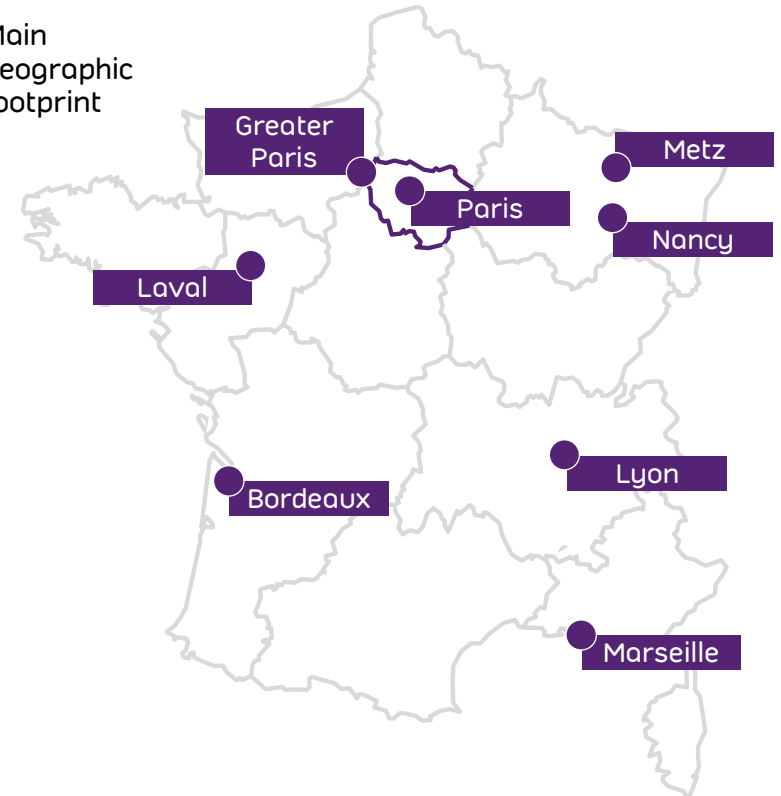 Main
eographic
ootprint
Greater
Paris
Metz
Paris
Nancy
Laval
Lyon
Bordeaux
Marseille